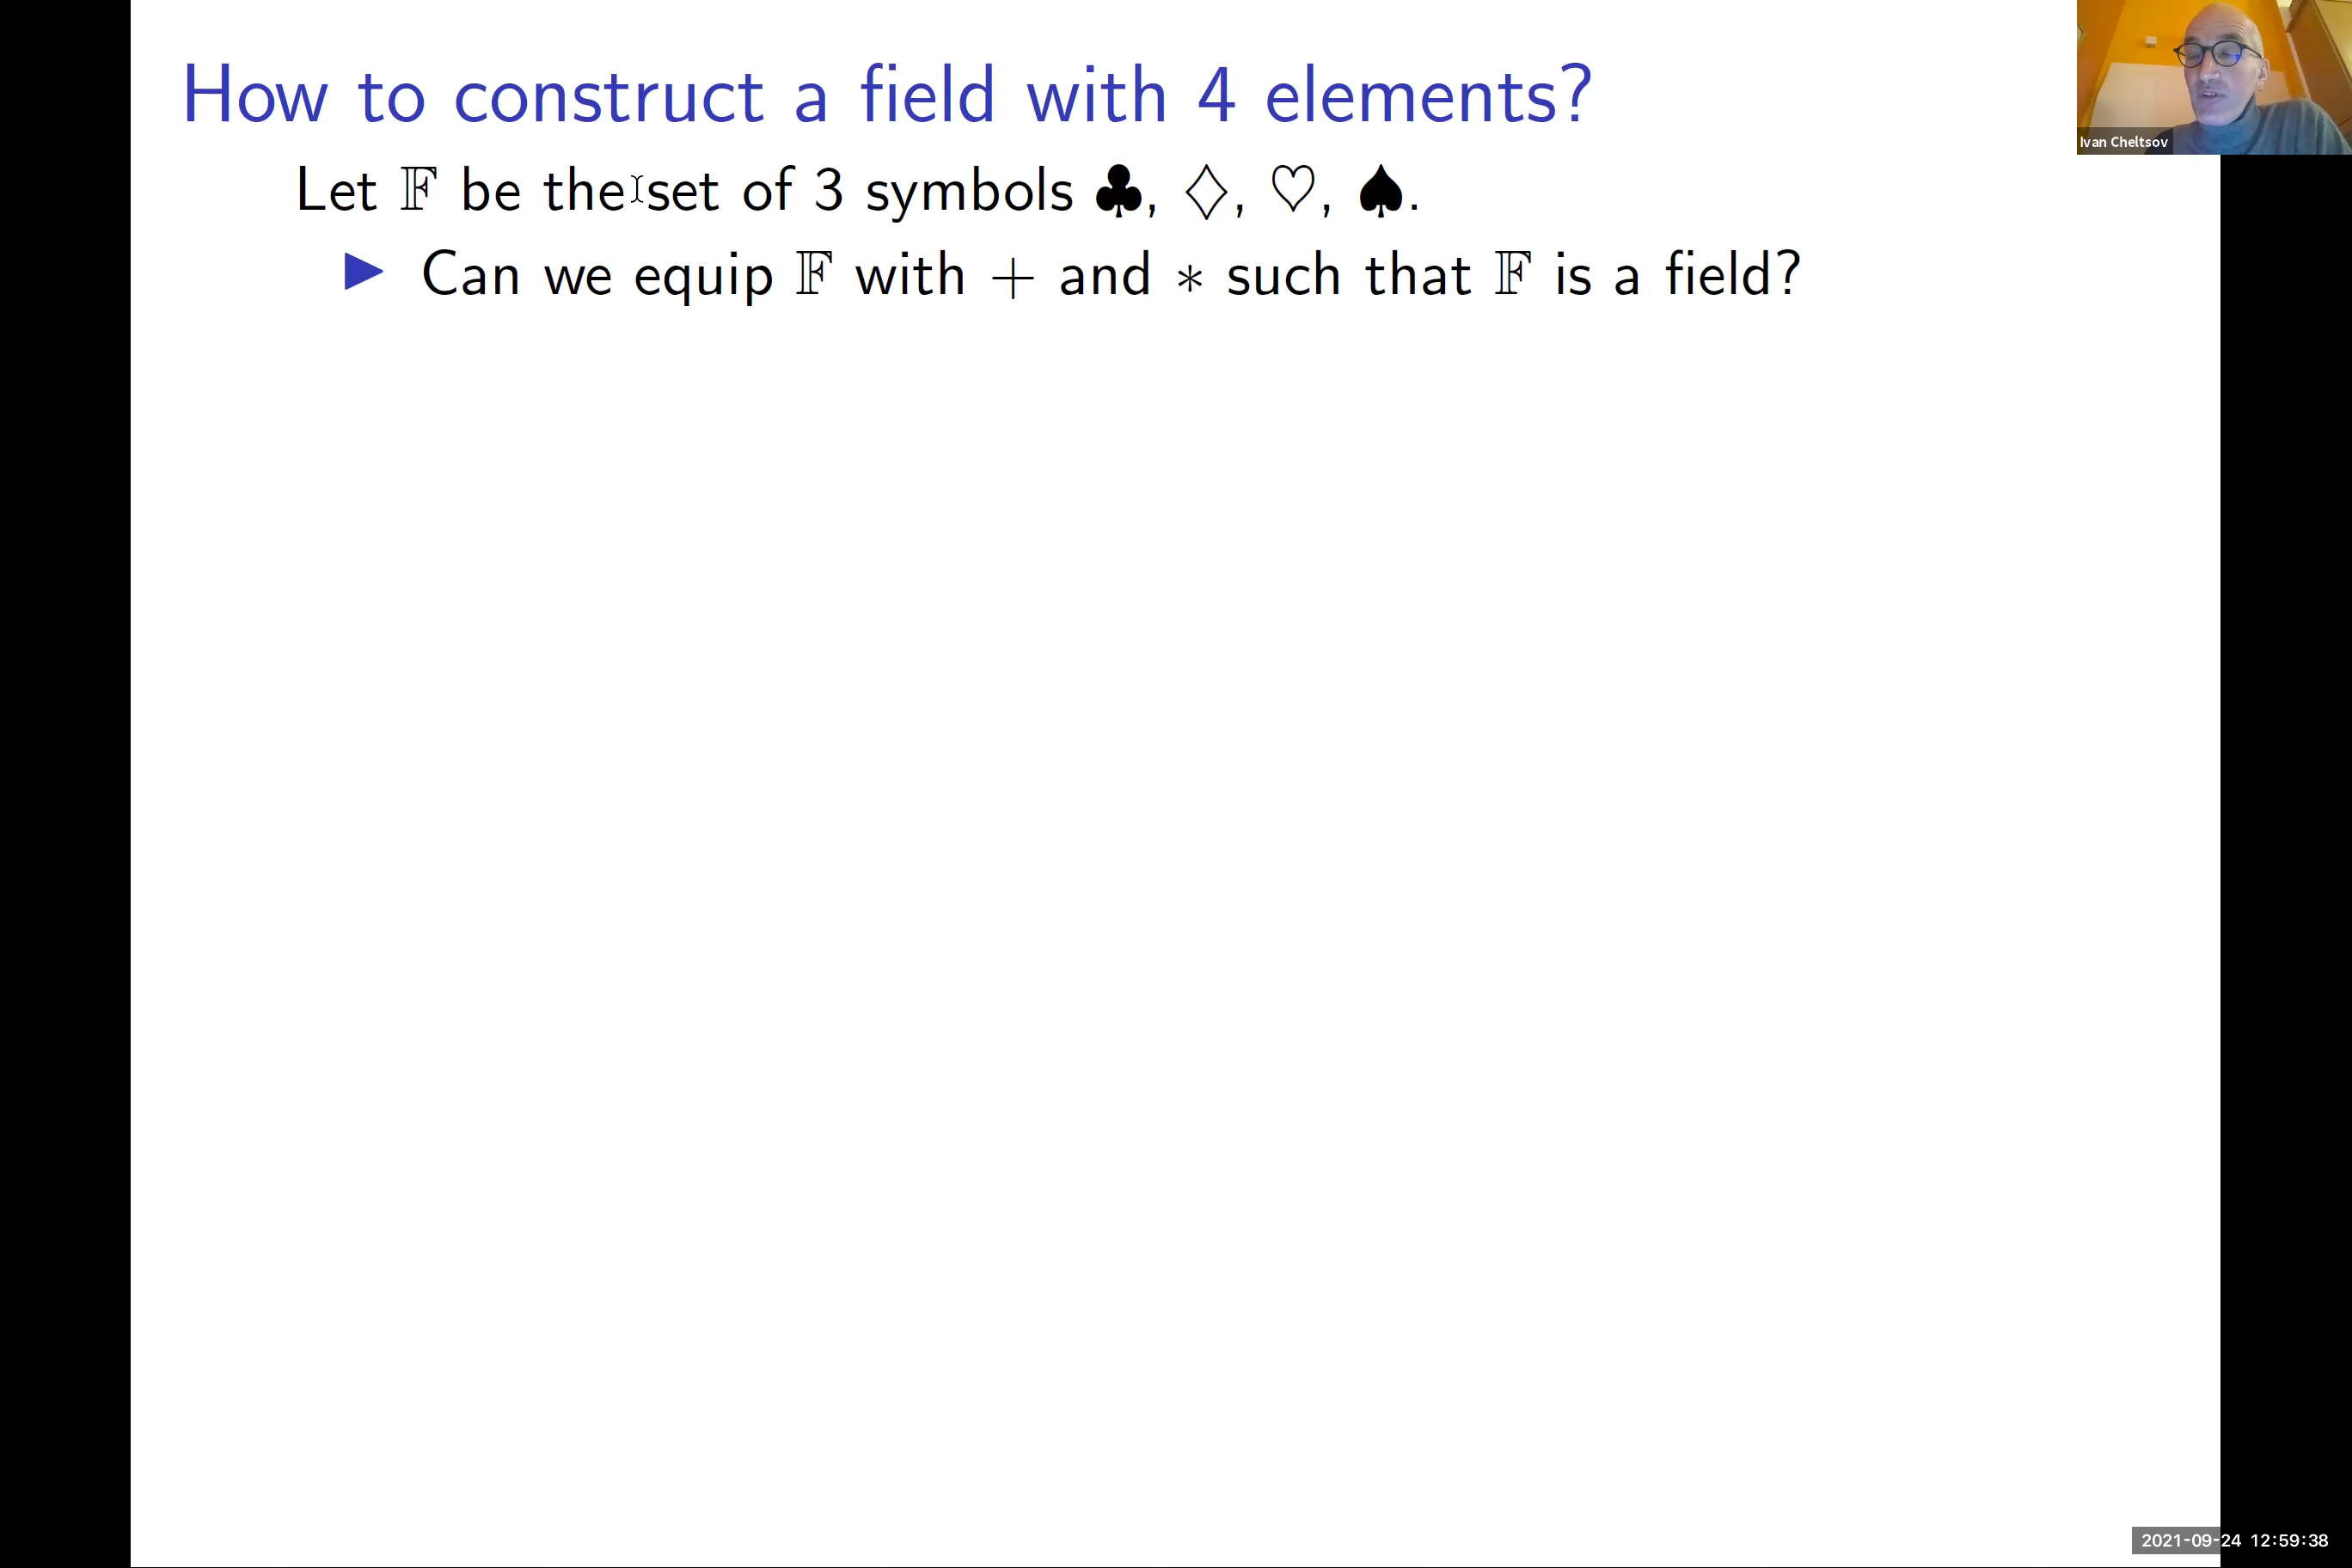 How to construct a field with 4 elements?
Let 𝔽 be the set of 3 symbols ♣, ♢, ♡, ♠.
▶ Can we equip 𝔽 with + and * such that 𝔽 is a field?
Ivan Cheltsov
2021-09-24 12:59:38